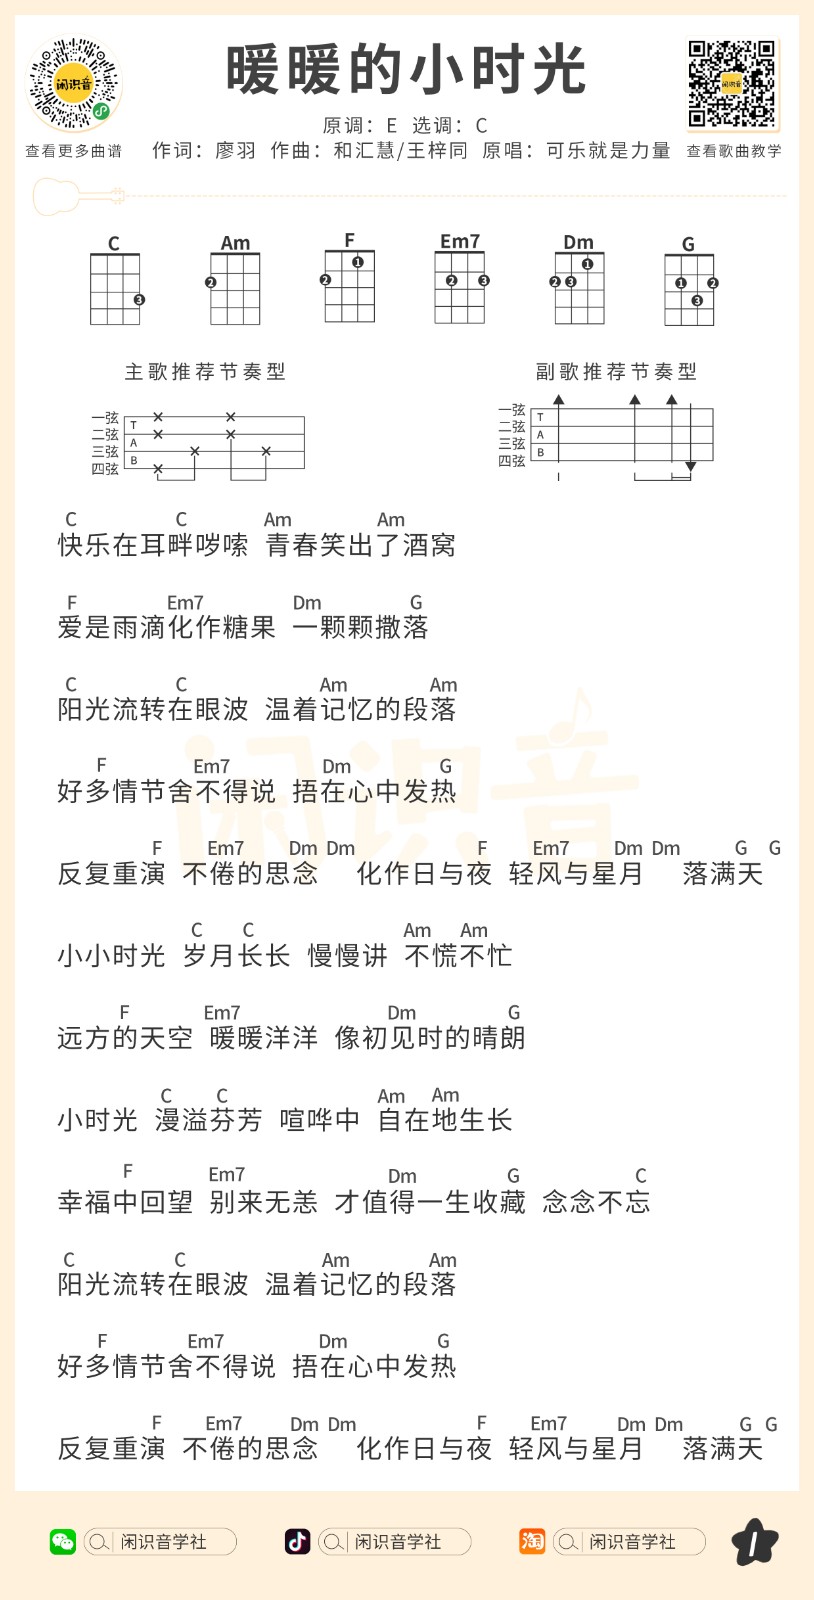 闲识音
暖暖的小时光
闲识音
原调：E 选调：C
查看更多曲谱
作词：廖羽 作曲：和汇慧/王梓同 原唱：可乐就是力量
查看歌曲教学
C Am F Em7 Dm G
3
2
2 1
2 3
2 3 1
1 3 2
主歌推荐节奏型
副歌推荐节奏型
一弦
二弦
三弦
四弦
T
A
B
一弦
二弦
三弦
四弦
T
A
B
C C Am Am
快乐在耳畔哕嗦 青春笑出了酒窝
F Em7 Dm G
爱是雨滴化作糖果 一颗颗撒落
C C Am Am
阳光流转在眼波 温着记忆的段落
F Em7 Dm G
好多情节舍不得说 捂在心中发热
F Em7 Dm Dm F Em7 Dm Dm G G
反复重演 不倦的思念 化作日与夜 轻风与星月 落满天
C C Am Am
小小时光 岁月长长 慢慢讲 不慌不忙
F Em7 Dm G
远方的天空 暖暖洋洋 像初见时的晴朗
C C Am Am
小时光 漫溢芬芳 喧哗中 自在地生长
F Em7 Dm G C
幸福中回望 别来无恙 才值得一生收藏 念念不忘
C C Am Am
阳光流转在眼波 温着记忆的段落
F Em7 Dm G
好多情节舍不得说 捂在心中发热
F Em7 Dm Dm F Em7 Dm Dm G G
反复重演 不倦的思念 化作日与夜 轻风与星月 落满天
闲识音
闲识音学社
闲识音学社
淘
闲识音学社
1